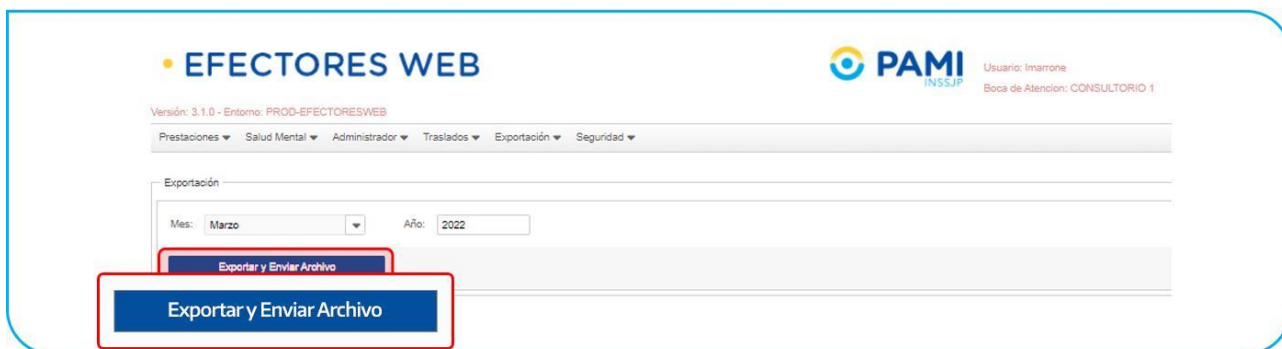 • EFECTORES WEB
PAMI
INSSJP
Usuario: lmarrone
Boca de Atencion: CONSULTORIO 1
Versión: 3.1.0 - Entorno: PROD-EFECTORESWEB
Prestaciones Salud Mental Administrador Traslados Exportación Seguridad
Exportación
Mes: Marzo Año: 2022
Exportar y Enviar Archivo
Exportar y Enviar Archivo